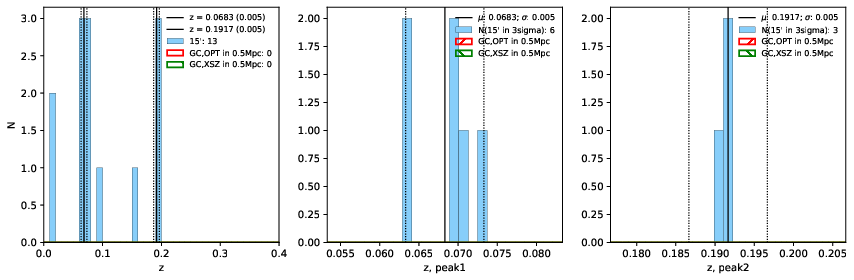 z = 0.0683 (0.005)
z = 0.1917 (0.005)
15': 13
GC,OPT in 0.5Mpc: 0
GC,XSZ in 0.5Mpc: 0
3.0
2.5
2.0
1.5
1.0
0.5
0.0
N
0.0 0.1 0.2 0.3 0.4
z
μ: 0.0683; σ: 0.005
N(15' in 3sigma): 6
GC,OPT in 0.5Mpc
GC,XSZ in 0.5Mpc
2.00
1.75
1.50
1.25
1.00
0.75
0.50
0.25
0.00
0.055 0.060 0.065 0.070 0.075 0.080
z, peak1
μ: 0.1917; σ: 0.005
N(15' in 3sigma): 3
GC,OPT in 0.5Mpc
GC,XSZ in 0.5Mpc
2.00
1.75
1.50
1.25
1.00
0.75
0.50
0.25
0.00
0.180 0.185 0.190 0.195 0.200 0.205
z, peak2